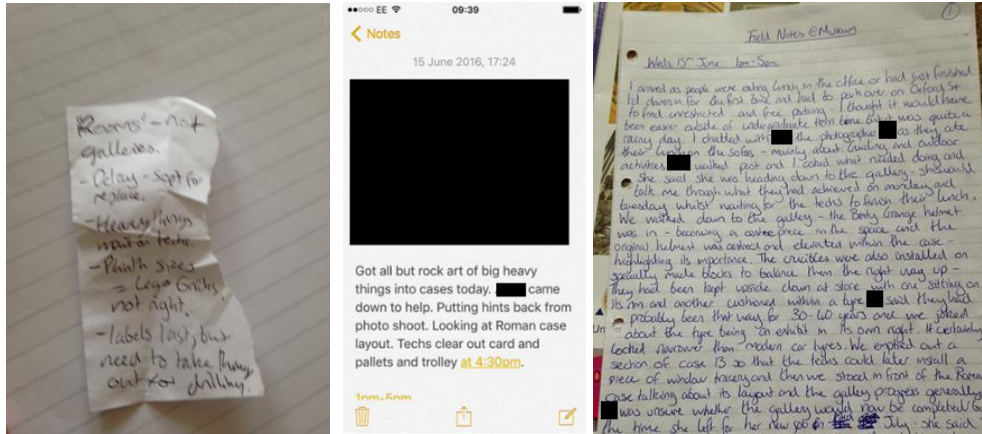 "Rooms" - not
galleries.
- Delay - Sept for
replace.
- Heavy things
wait on techs.
- Plinth sizes
= Lego Guides,
not right.
- labels last, but
need to take things
out for drilling.
EE
09:39
Notes
15 June 2016, 17:24
Got all but rock art of big heavy
things into cases today. came
down to help. Putting hints back from
photo shoot. Looking at Roman case
layout. Techs clear out card and
pallets and trolley at 4:30pm.
1pm-5pm
1
Field Notes @ Museum
Weds 15th June 1pm-5pm
I arrived as people were eating lunch in the office or had just finished
I'd driven in for the first time and had to park over on Oxford St
to find unrestricted and free parking - I thought it would have
been easier outside of undergraduate term time but it was quite a
rainy day. I chatted with the photographer as they ate
their lunch on the sofas - mainly about Guiding and outdoor
activities. walked past and I asked what needed doing and
she said she was heading down to the gallery - she would
talk me through what they had achieved on monday and
tuesday whilst waiting for the techs to finish their lunch.
We walked down to the gallery - the Benty Grange helmet
was in - becoming a centre piece in the space and the
original helmet was centred and elevated within the case -
highlighting its importance. The crucibles were also installed on
specially made blocks to balance them the right way up -
they had been kept upside down at store with one sitting on
its rim and another cushioned within a tyre said they had
probably been that way for 30-40 years and we joked
about the tyre being an exhibit in its own right. It certainly
looked narrower than modern car tyres. We emptied out a
section of case 13 so that the techs could later install a
piece of window tracery and then we stood in front of the Roman
case talking about its layout and the gallery progress generally
was unsure whether the gallery would now be completed by
the time she left for her new job in July - she said